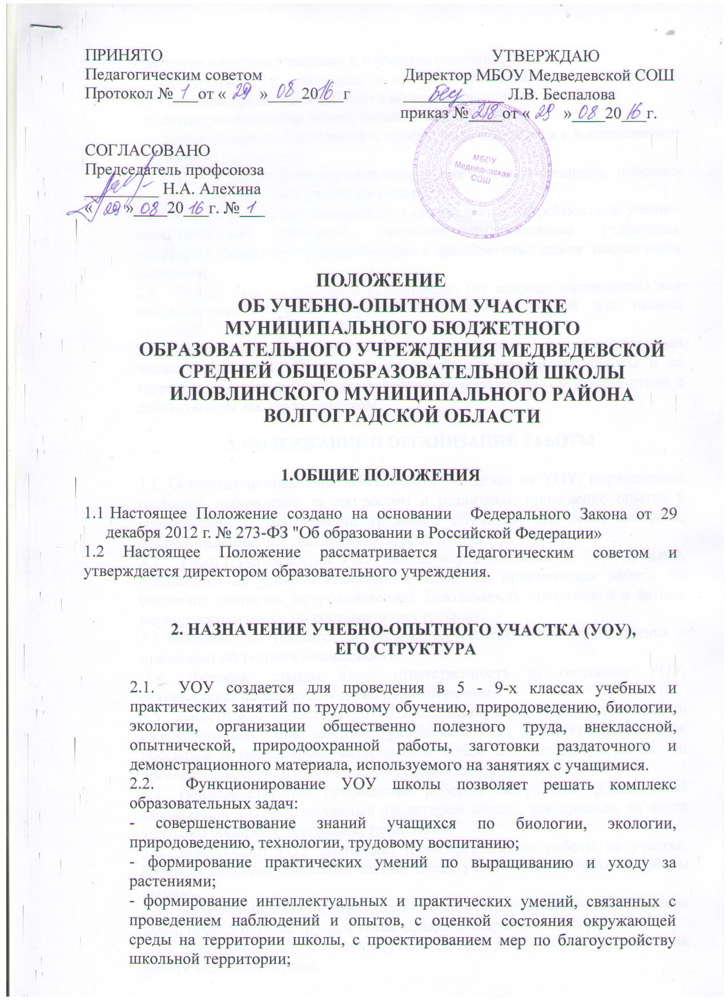 ПРИНЯТО
Педагогическим советом
Протокол № 1 от « 29 » 08 2016 г
УТВЕРЖДАЮ
Директор МБОУ Медведевской СОШ
Л.В. Беспалова
приказ № 218 от « 29 » 08 2016 г.
МБОУ
Медведевская
СОШ
СОГЛАСОВАНО
Председатель профсоюза
Н.А. Алехина
« 29 » 08 2016 г. № 1
ПОЛОЖЕНИЕ
ОБ УЧЕБНО-ОПЫТНОМ УЧАСТКЕ
МУНИЦИПАЛЬНОГО БЮДЖЕТНОГО
ОБРАЗОВАТЕЛЬНОГО УЧРЕЖДЕНИЯ МЕДВЕДЕВСКОЙ
СРЕДНЕЙ ОБЩЕОБРАЗОВАТЕЛЬНОЙ ШКОЛЫ
ИЛОВЛИНСКОГО МУНИЦИПАЛЬНОГО РАЙОНА
ВОЛГОГРАДСКОЙ ОБЛАСТИ
1.ОБЩИЕ ПОЛОЖЕНИЯ
1.1 Настоящее Положение создано на основании Федерального Закона от 29
декабря 2012 г. № 273-ФЗ "Об образовании в Российской Федерации»
1.2 Настоящее Положение рассматривается Педагогическим советом и
утверждается директором образовательного учреждения.
2. НАЗНАЧЕНИЕ УЧЕБНО-ОПЫТНОГО УЧАСТКА (УОУ),
ЕГО СТРУКТУРА
2.1. УОУ создается для проведения в 5 - 9-х классах учебных и
практических занятий по трудовому обучению, природоведению, биологии,
экологии, организации общественно полезного труда, внеклассной,
опытнической, природоохранной работы, заготовки раздаточного и
демонстрационного материала, используемого на занятиях с учащимися.
2.2. Функционирование УОУ школы позволяет решать комплекс
образовательных задач:
- совершенствование знаний учащихся по биологии, экологии,
природоведению, технологии, трудовому воспитанию;
- формирование практических умений по выращиванию и уходу за
растениями;
- формирование интеллектуальных и практических умений, связанных с
проведением наблюдений и опытов, с оценкой состояния окружающей
среды на территории школы, с проектированием мер по благоустройству
школьной территории;